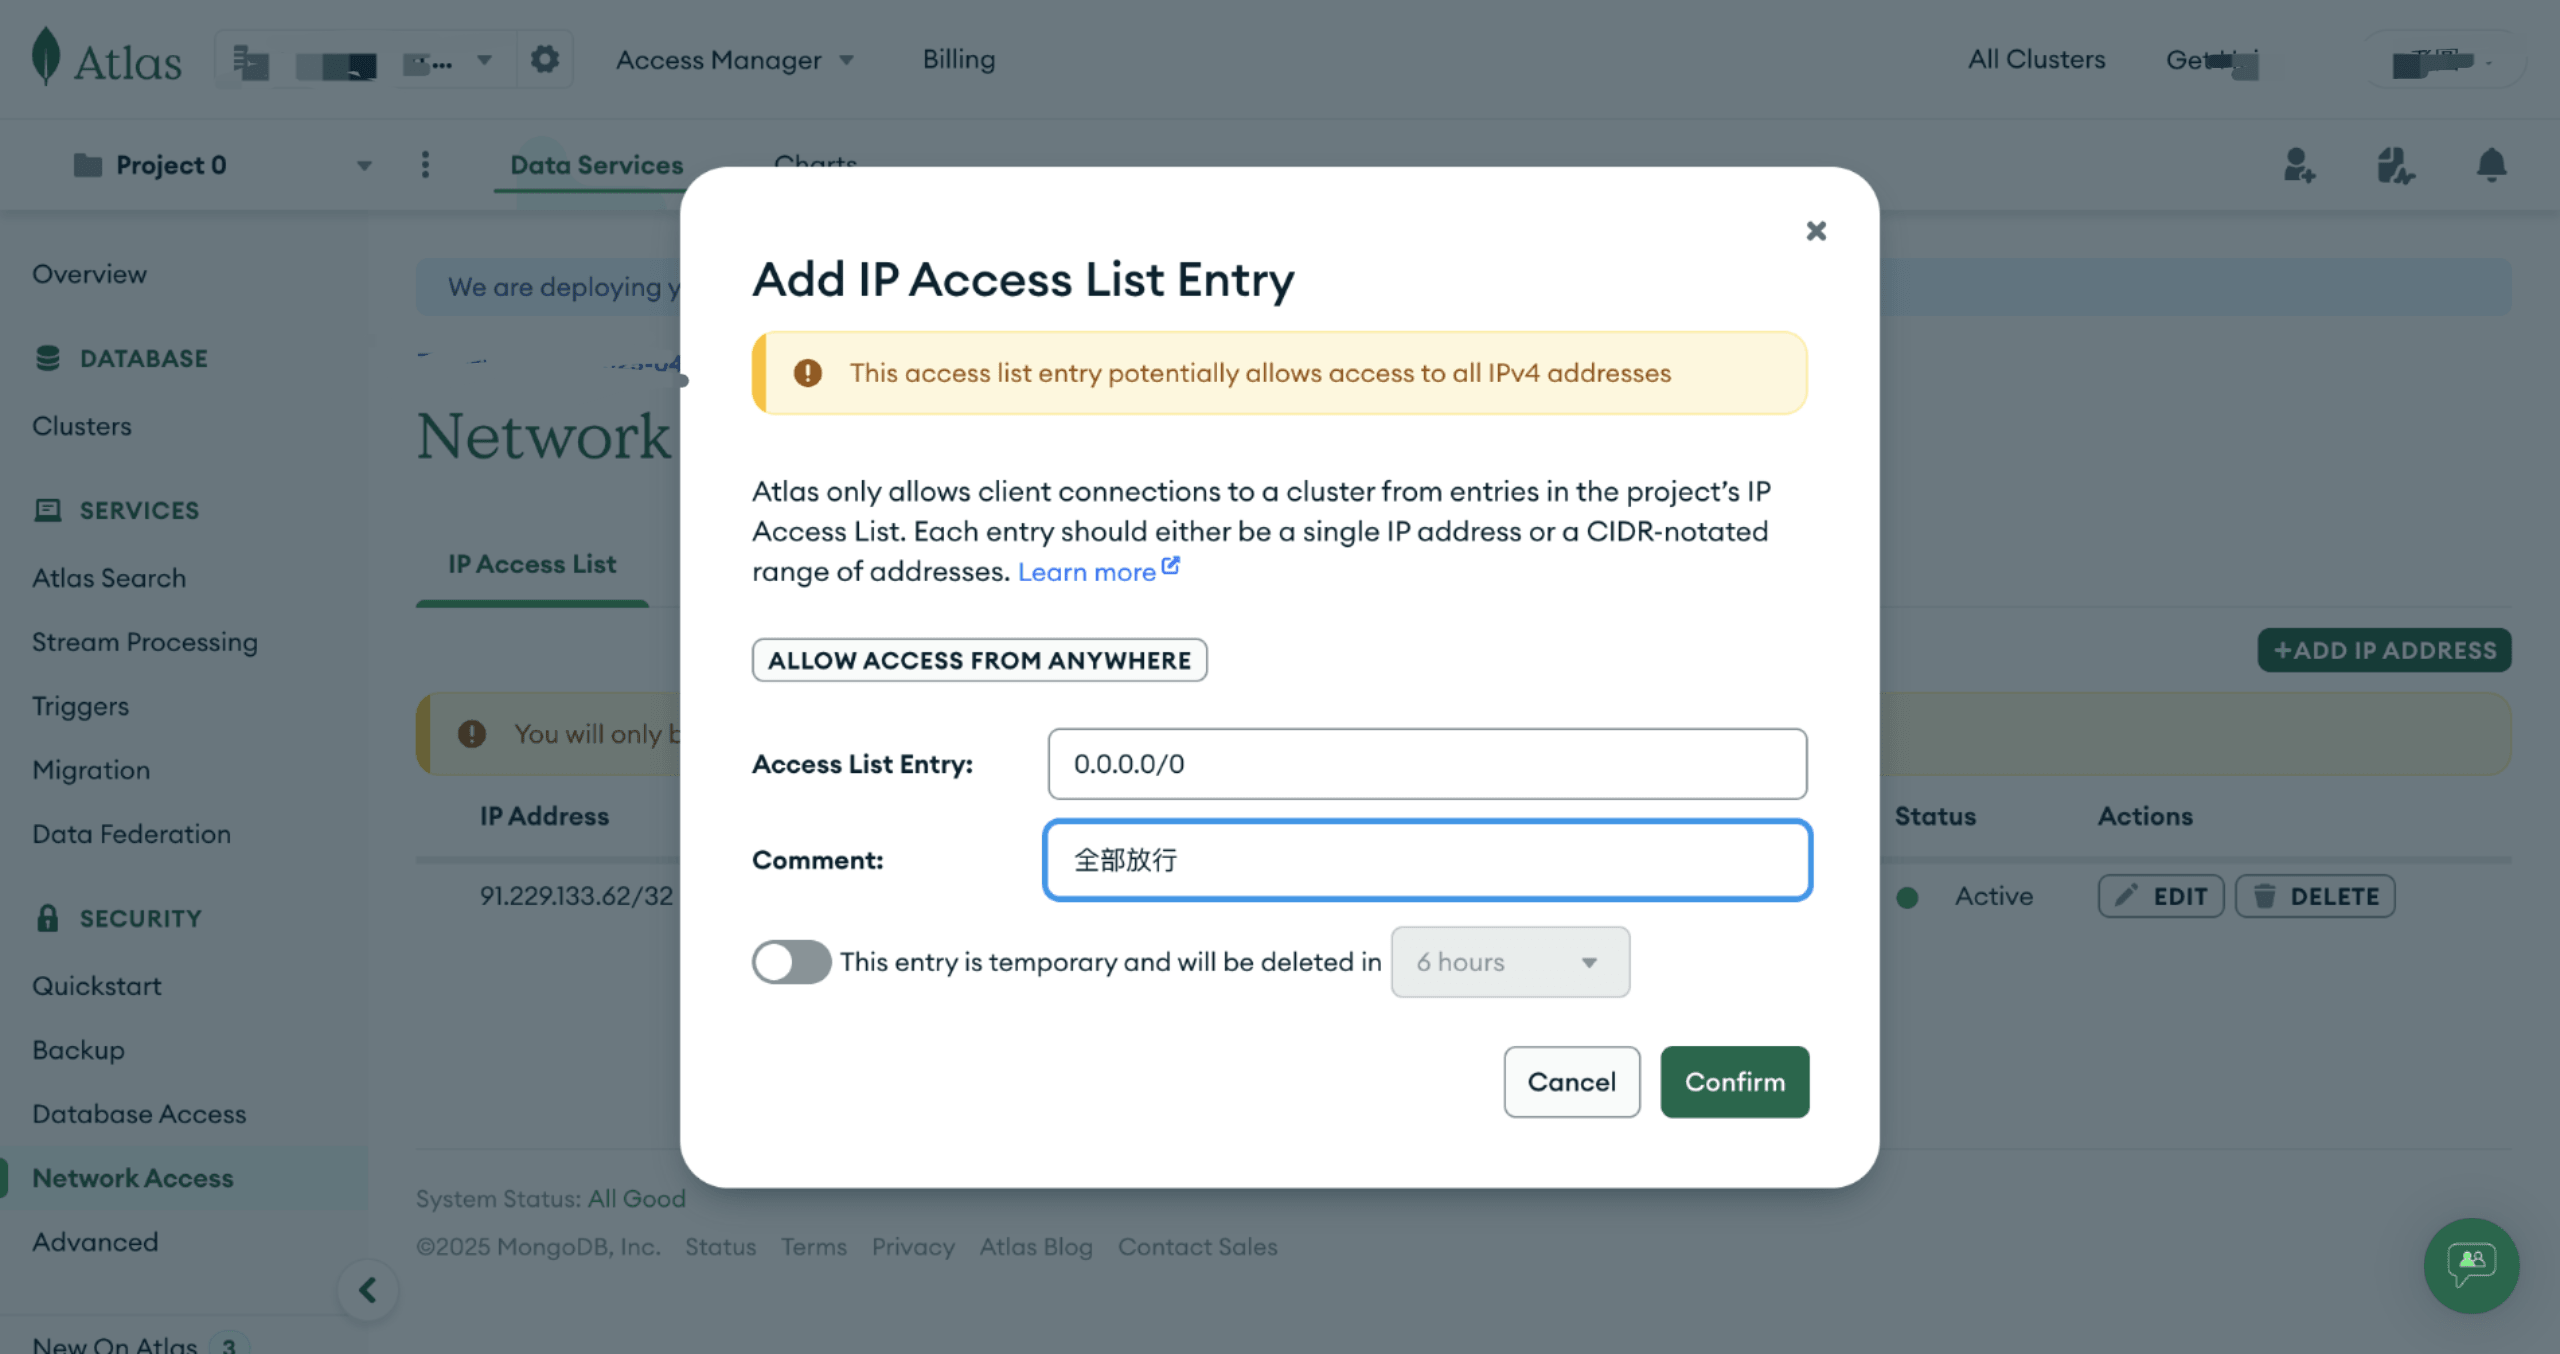 Atlas
Access Manager
Billing
All Clusters
Project 0
Data Services
Charts
Overview
We are deploying
DATABASE
Clusters
SERVICES
Atlas Search
Stream Processing
Triggers
Migration
Data Federation
SECURITY
Quickstart
Backup
Database Access
Network Access
Advanced
New On Atlas 3
Network
IP Access List
+ADD IP ADDRESS
You will only
IP Address
Status
Actions
91.229.133.62/32
Active
EDIT
DELETE
Add IP Access List Entry
This access list entry potentially allows access to all IPv4 addresses
Atlas only allows client connections to a cluster from entries in the project’s IP
Access List. Each entry should either be a single IP address or a CIDR-notated
range of addresses. Learn more
ALLOW ACCESS FROM ANYWHERE
Access List Entry:
0.0.0.0/0
Comment:
全部放行
This entry is temporary and will be deleted in
6 hours
Cancel
Confirm
System Status: All Good
©2025 MongoDB, Inc. Status Terms Privacy Atlas Blog Contact Sales